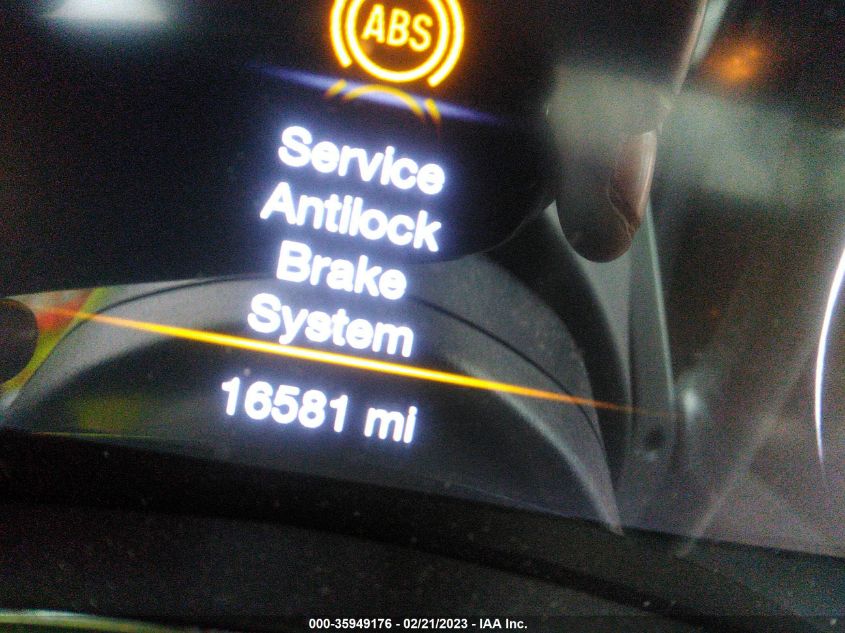 ABS
Service
Antilock
Brake
System
16581 mi
000-35949176 - 02/21/2023 - IAA Inc.